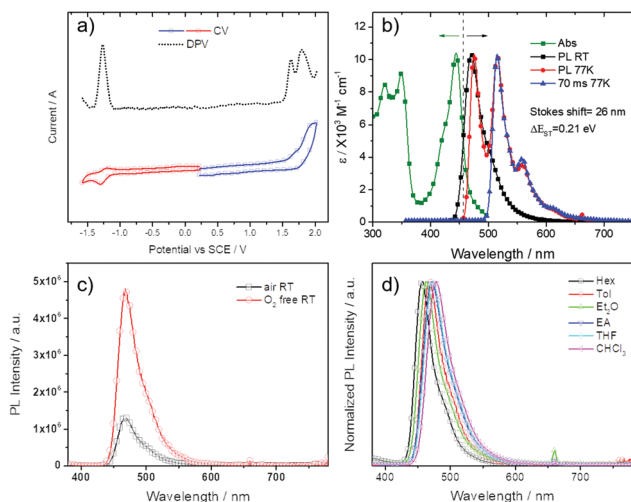 a)
CV
DPV
Current / A
-1.5 -1.0 -0.5 0.0 0.5 1.0 1.5 2.0
Potential vs SCE / V
b)
Abs
PL RT
PL 77K
70 ms 77K
Stokes shift= 26 nm
ΔE_ST=0.21 eV
ε / X10³ M⁻¹ cm⁻¹
12
10
8
6
4
2
0
300 400 500 600 700
Wavelength / nm
c)
air RT
O₂ free RT
PL Intensity / a.u.
5x10⁶
4x10⁶
3x10⁶
2x10⁶
1x10⁶
0
400 500 600 700
Wavelength / nm
d)
Hex
Tol
Et₂O
EA
THF
CHCl₃
Normalized PL Intensity / a.u.
400 500 600 700
Wavelength / nm